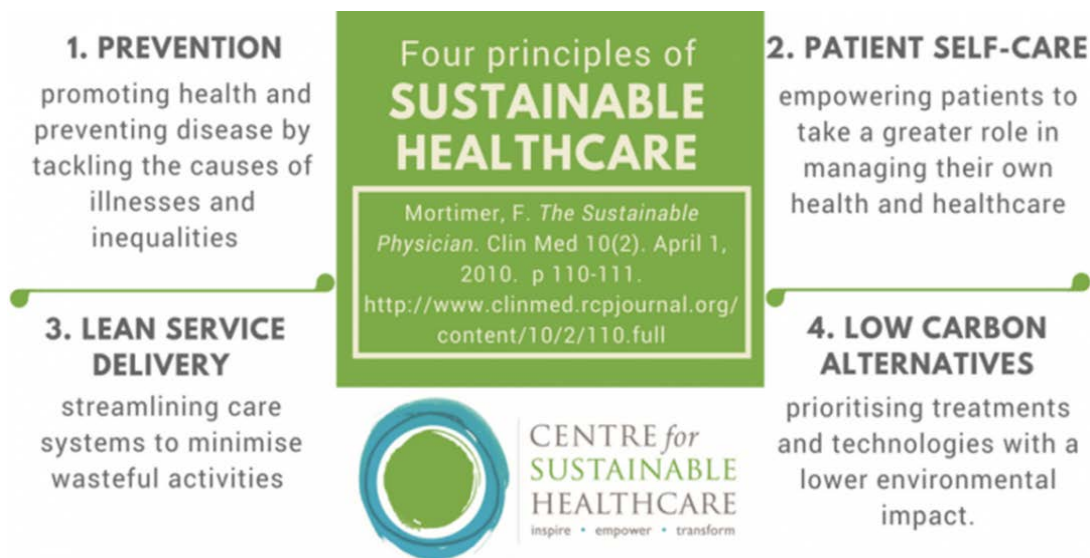 1. PREVENTION
promoting health and
preventing disease by
tackling the causes of
illnesses and
inequalities
Four principles of
SUSTAINABLE
HEALTHCARE
Mortimer, F. The Sustainable
Physician. Clin Med 10(2). April 1,
2010. p 110-111.
http://www.clinmed.rcpjournal.org/
content/10/2/110.full
2. PATIENT SELF-CARE
empowering patients to
take a greater role in
managing their own
health and healthcare
3. LEAN SERVICE
DELIVERY
streamlining care
systems to minimise
wasteful activities
CENTRE for
SUSTAINABLE
HEALTHCARE
inspire • empower • transform
4. LOW CARBON
ALTERNATIVES
prioritising treatments
and technologies with a
lower environmental
impact.